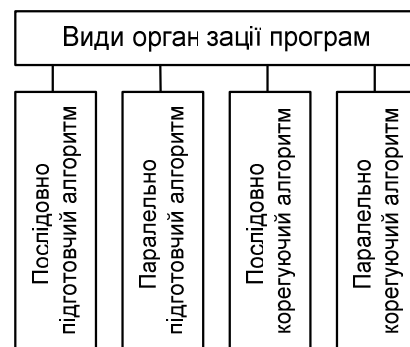 Види орган зації програм
Послідовно
підготовчий алгоритм
Паралельно
підготовчий алгоритм
Послідовно
корегуючий алгоритм
Паралельно
корегуючий алгоритм